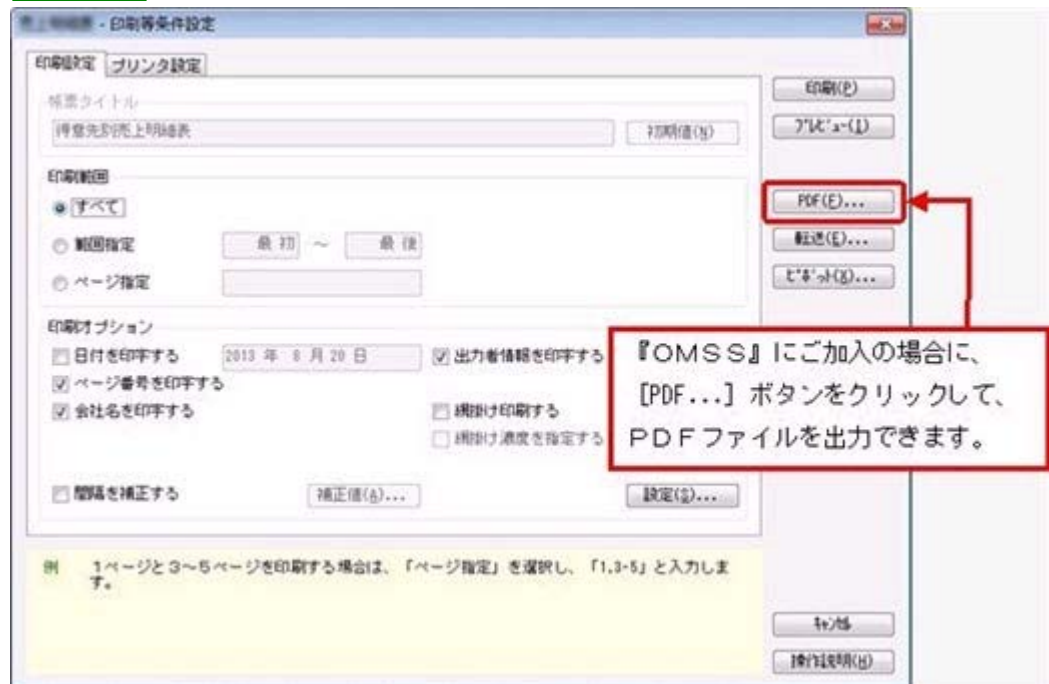 - 印刷等条件設定
印刷設定 プリンタ設定
帳票タイトル
得意先別売上明細表 初期値(N)
印刷範囲
すべて
範囲指定 最初 ～ 最後
ページ指定
印刷オプション
日付を印字する 2013 年 8 月 20 日 出力者情報を印字する
ページ番号を印字する
会社名を印字する 網掛け印刷する
網掛け濃度を指定する
間隔を補正する 補正値(A)... 設定(S)...
例 1ページと3～5ページを印刷する場合は、「ページ指定」を選択し、「1,3-5」と入力しま
す。
印刷(P)
ﾌﾟﾚﾋﾞｭｰ(I)
PDF(F)...
転送(E)...
ﾋﾟﾎﾞｯﾄ(X)...
『ＯＭＳＳ』にご加入の場合に、
［PDF...］ボタンをクリックして、
ＰＤＦファイルを出力できます。
ｷｬﾝｾﾙ
操作説明(H)